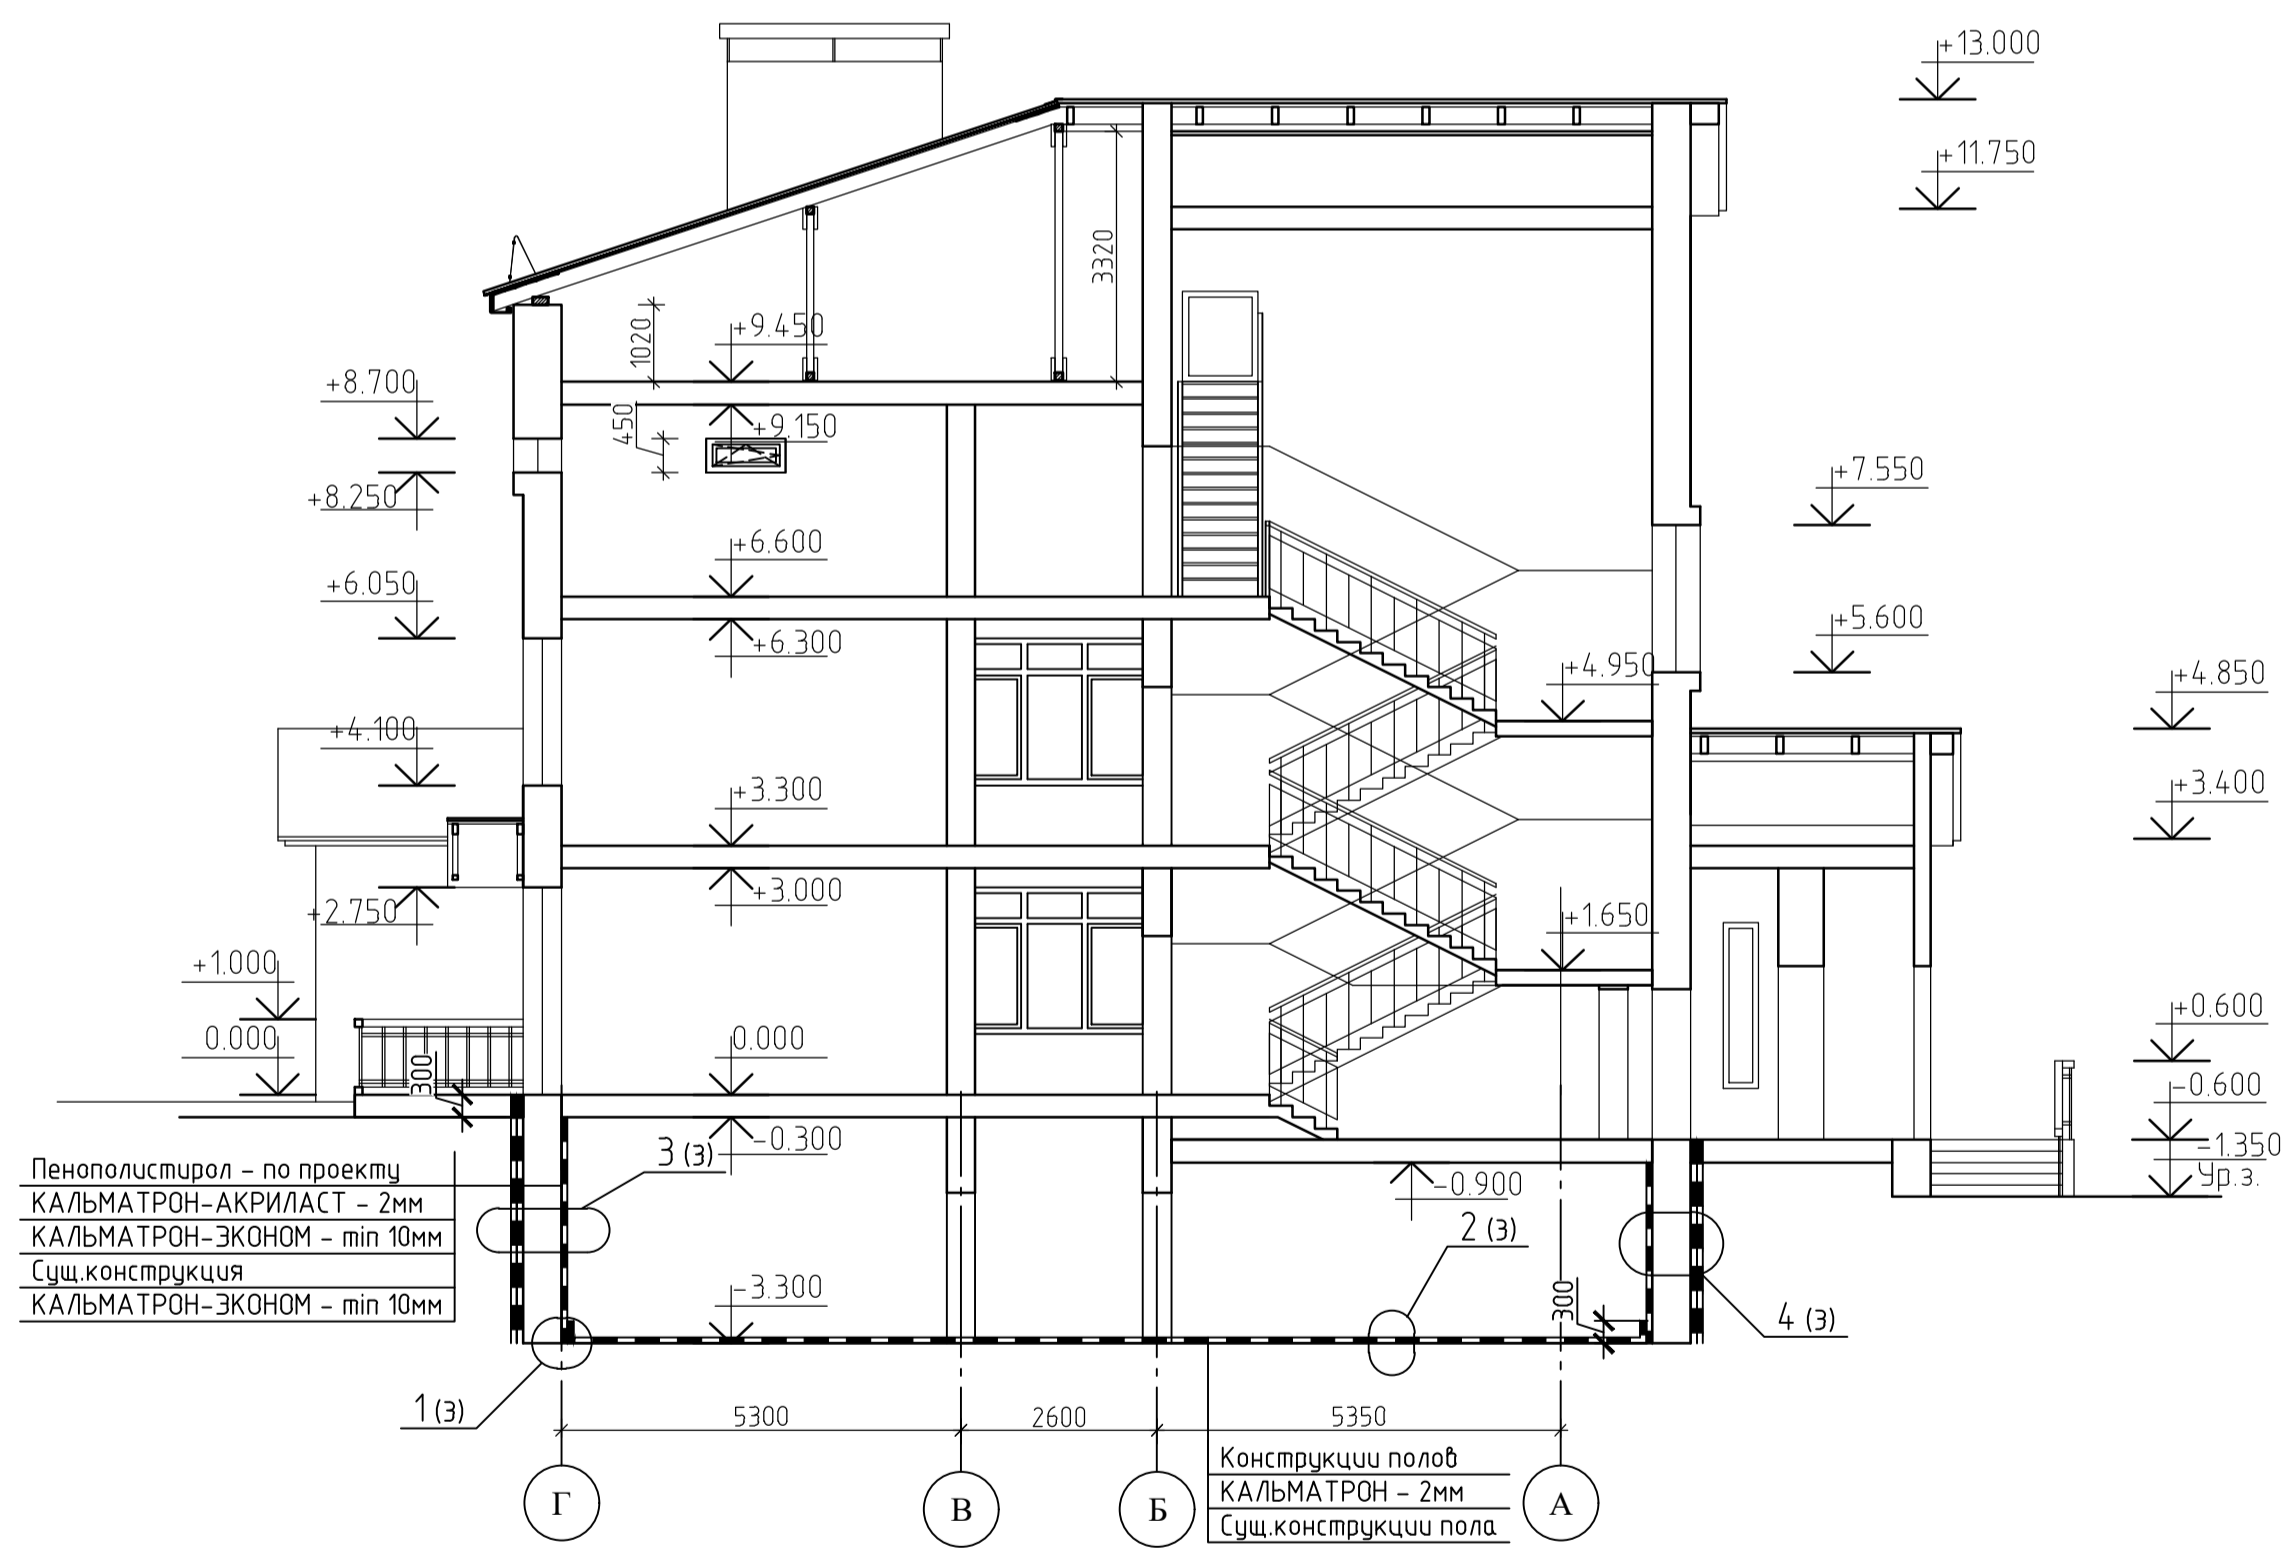 +13.000
+11.750
3320
1020
+9.450
+8.700
450
+9.150
+8.250
+7.550
+6.600
+6.050
+6.300
+5.600
+4.950
+4.850
+4.100
+3.300
+3.400
+3.000
+2.750
+1.650
+1.000
0.000
300
0.000
+0.600
-0.600
-0.300
-1.350
Ур.з.
3 (з)
Пенополистирол - по проекту
КАЛЬМАТРОН-АКРИЛАСТ - 2мм
КАЛЬМАТРОН-ЭКОНОМ - min 10мм
Сущ.конструкция
КАЛЬМАТРОН-ЭКОНОМ - min 10мм
-0.900
2 (з)
-3.300
300
4 (з)
1 (з)
5300
2600
5350
Конструкции полов
КАЛЬМАТРОН - 2мм
Сущ.конструкции пола
Г
В
Б
А